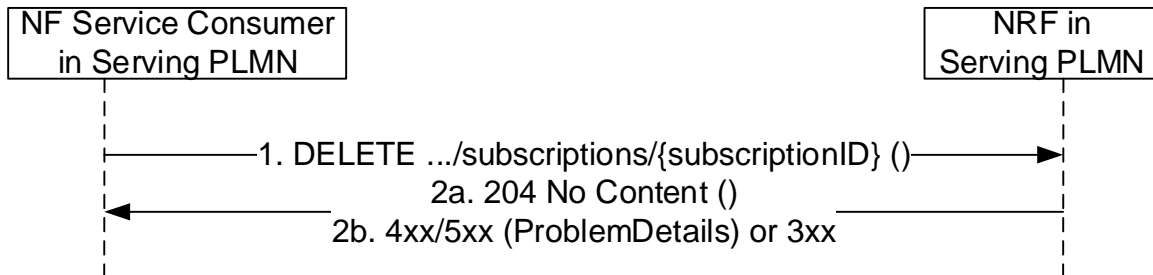 NF Service Consumer
in Serving PLMN
NRF in
Serving PLMN
1. DELETE .../subscriptions/{subscriptionID} ()
2a. 204 No Content ()
2b. 4xx/5xx (ProblemDetails) or 3xx